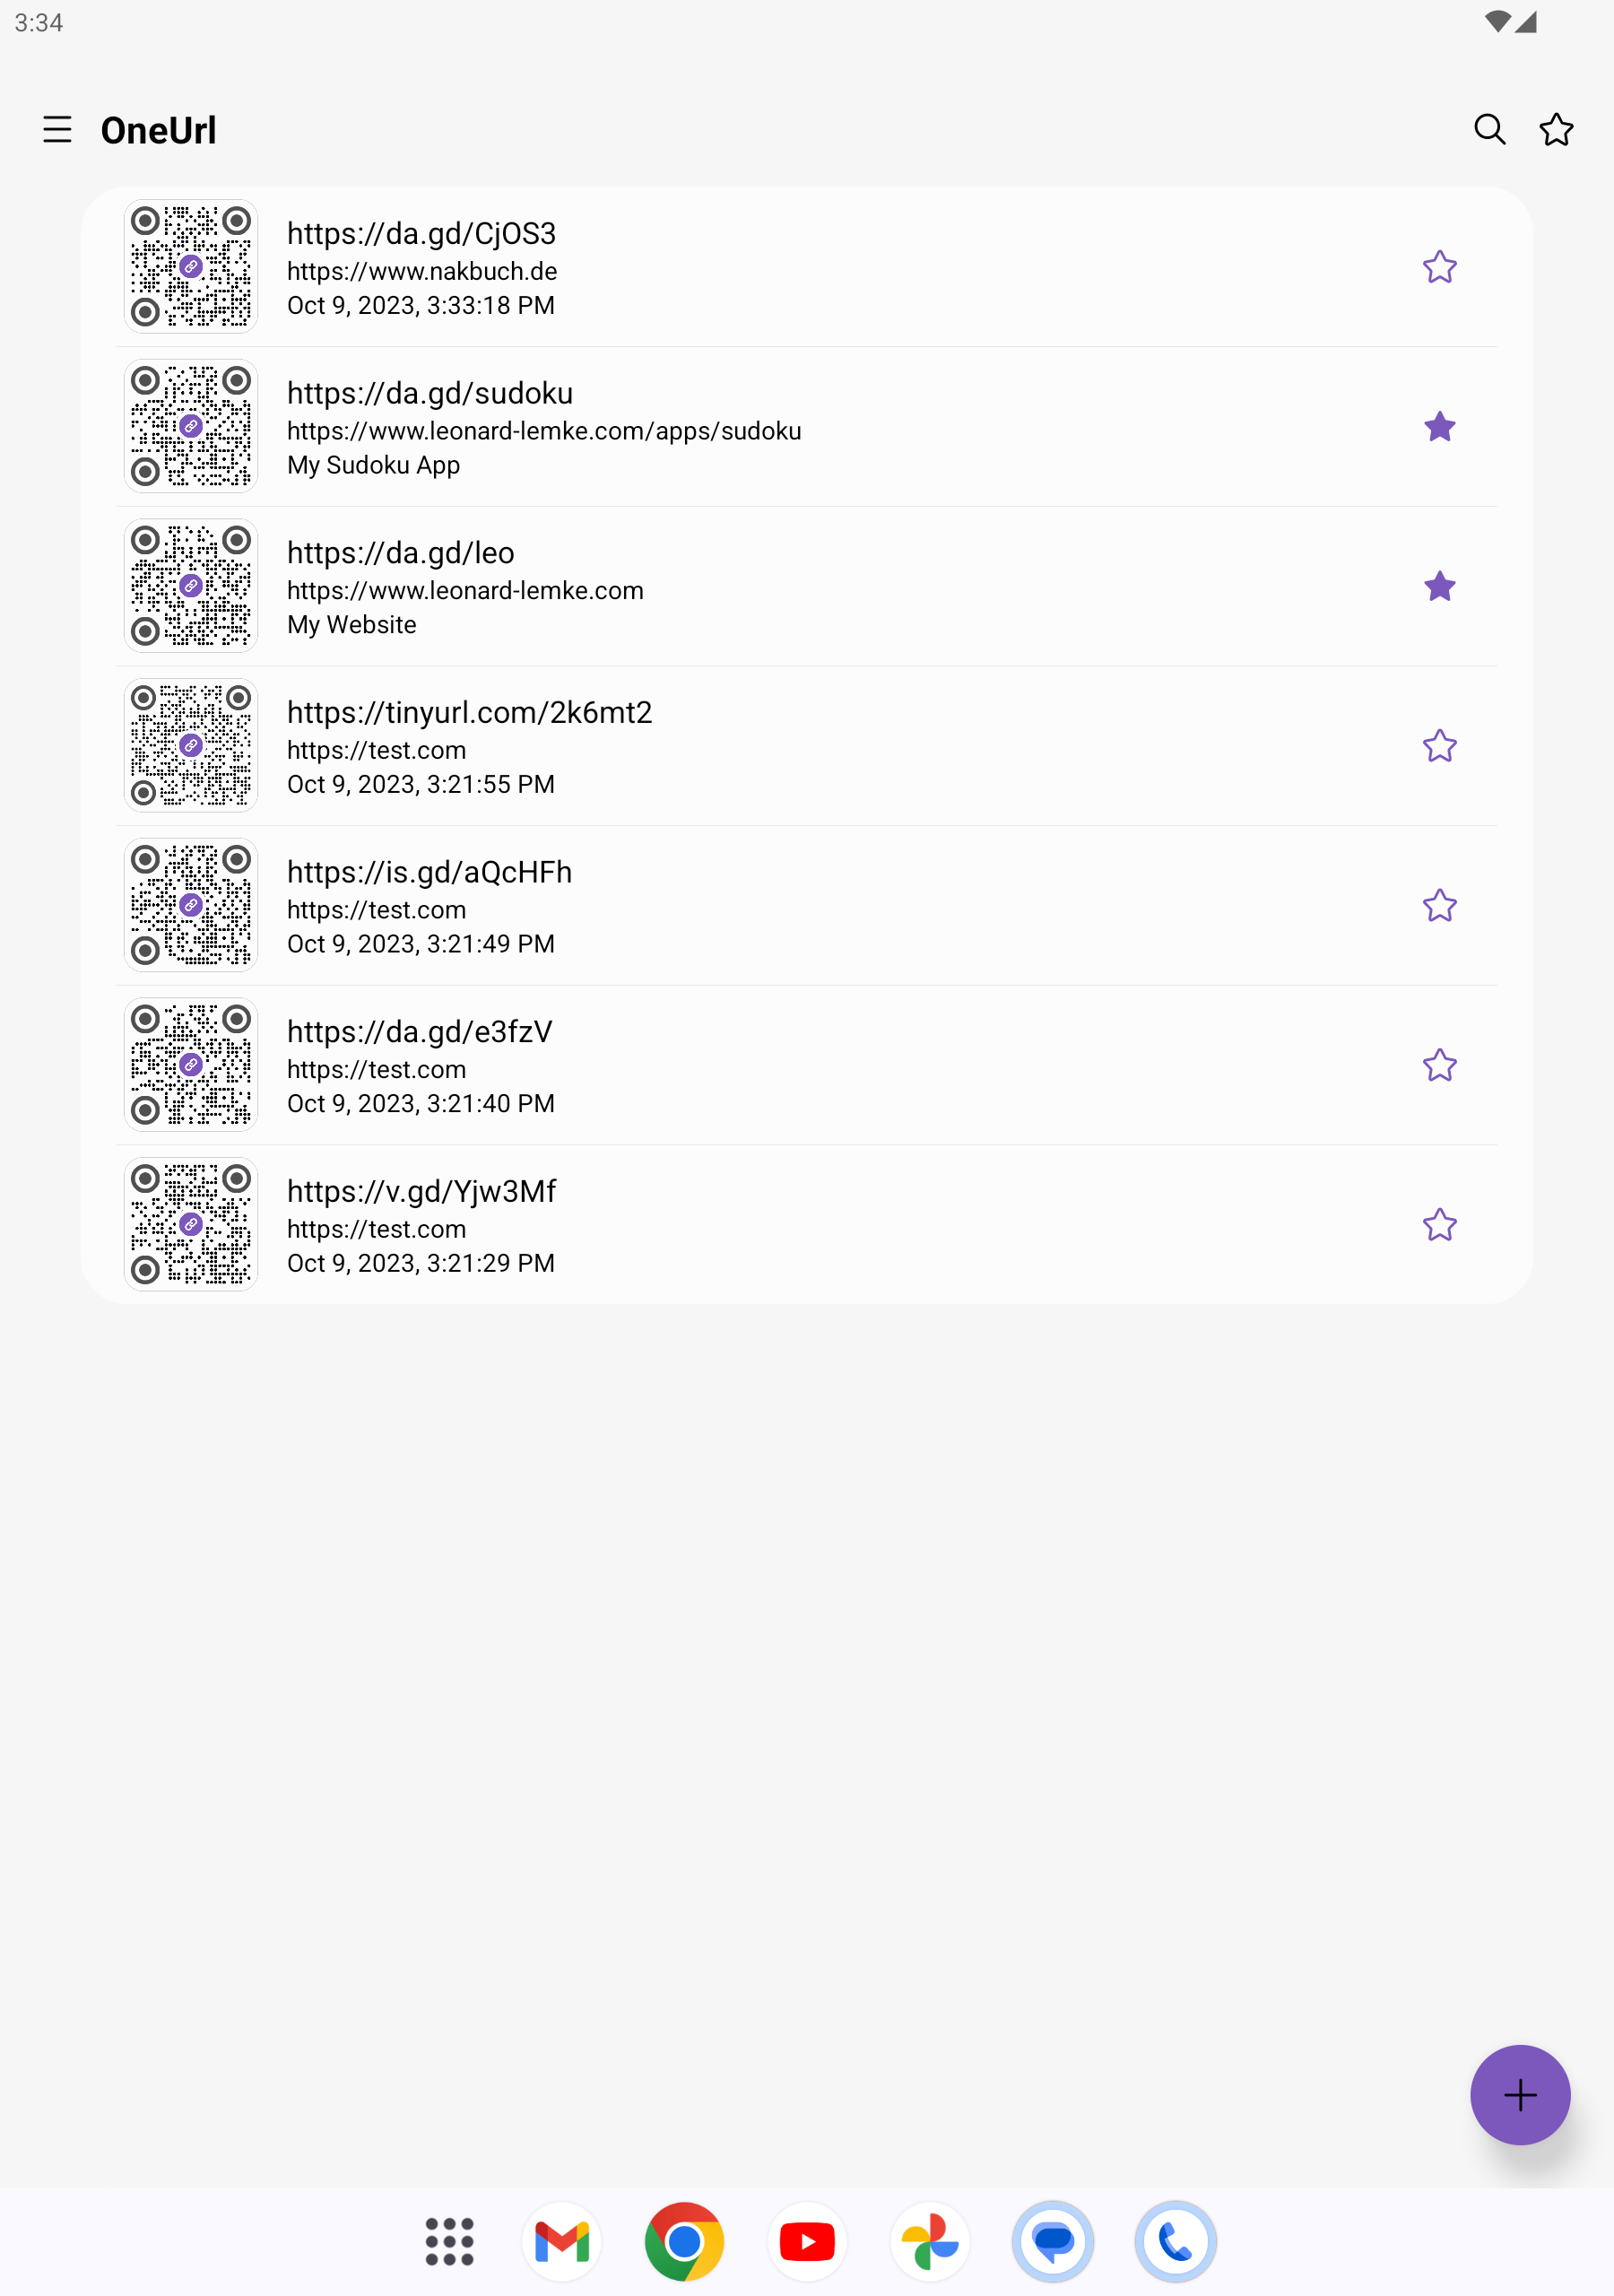 3:34
OneUrl
https://da.gd/CjOS3
https://www.nakbuch.de
Oct 9, 2023, 3:33:18 PM
https://da.gd/sudoku
https://www.leonard-lemke.com/apps/sudoku
My Sudoku App
https://da.gd/leo
https://www.leonard-lemke.com
My Website
https://tinyurl.com/2k6mt2
https://test.com
Oct 9, 2023, 3:21:55 PM
https://is.gd/aQcHFh
https://test.com
Oct 9, 2023, 3:21:49 PM
https://da.gd/e3fzV
https://test.com
Oct 9, 2023, 3:21:40 PM
https://v.gd/Yjw3Mf
https://test.com
Oct 9, 2023, 3:21:29 PM